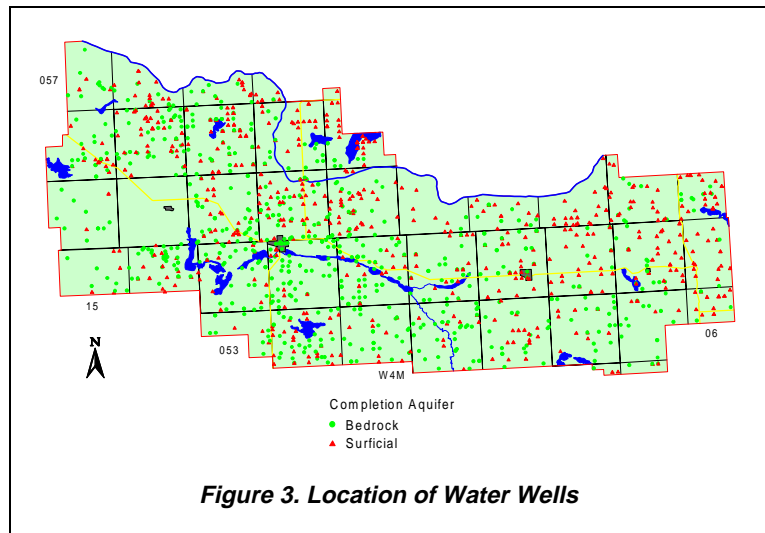 057
15
053
W4M
06
N
Completion Aquifer
Bedrock
Surficial
Figure 3. Location of Water Wells